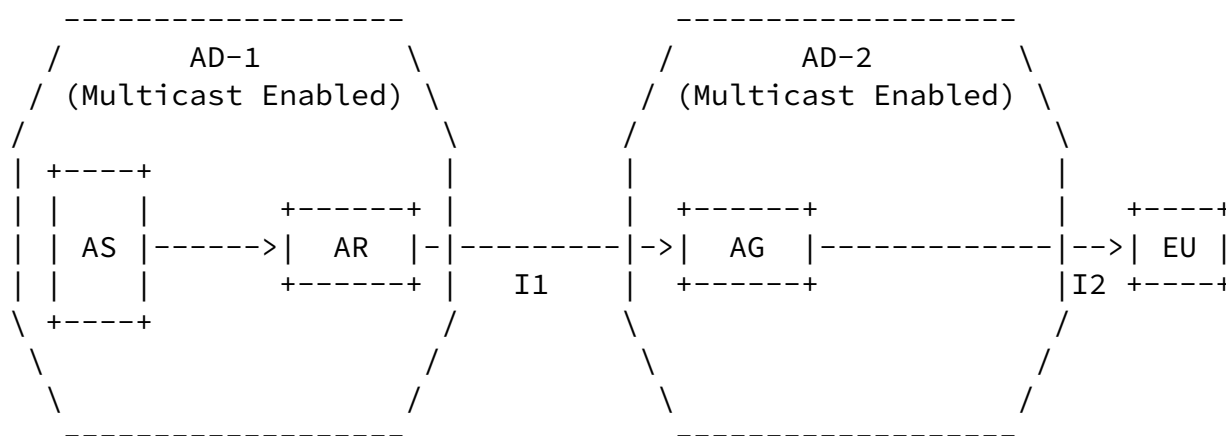 AD-1 AD-2
(Multicast Enabled) (Multicast Enabled)
AS AR AG EU
I1 I2